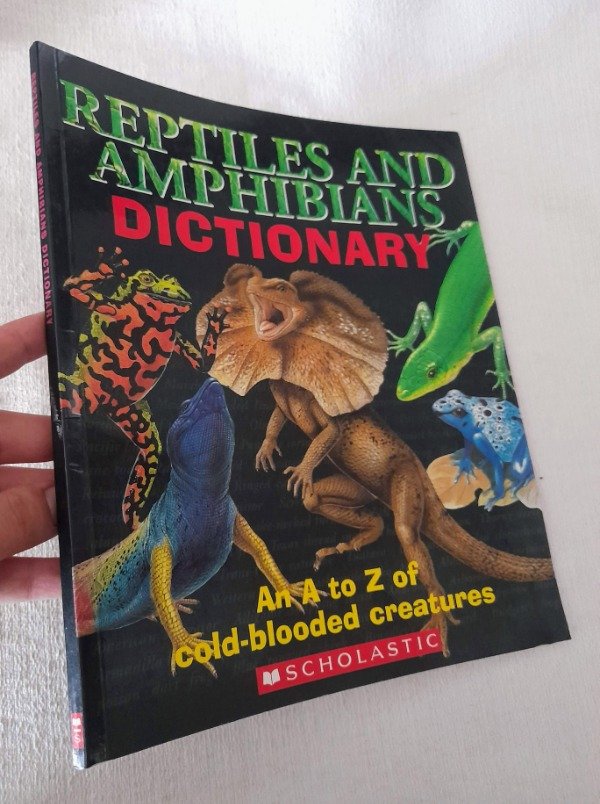 REPTILES AND
AMPHIBIANS
DICTIONARY
An A to Z of
cold-blooded creatures
SCHOLASTIC
REPTILES AND AMPHIBIANS DICTIONARY